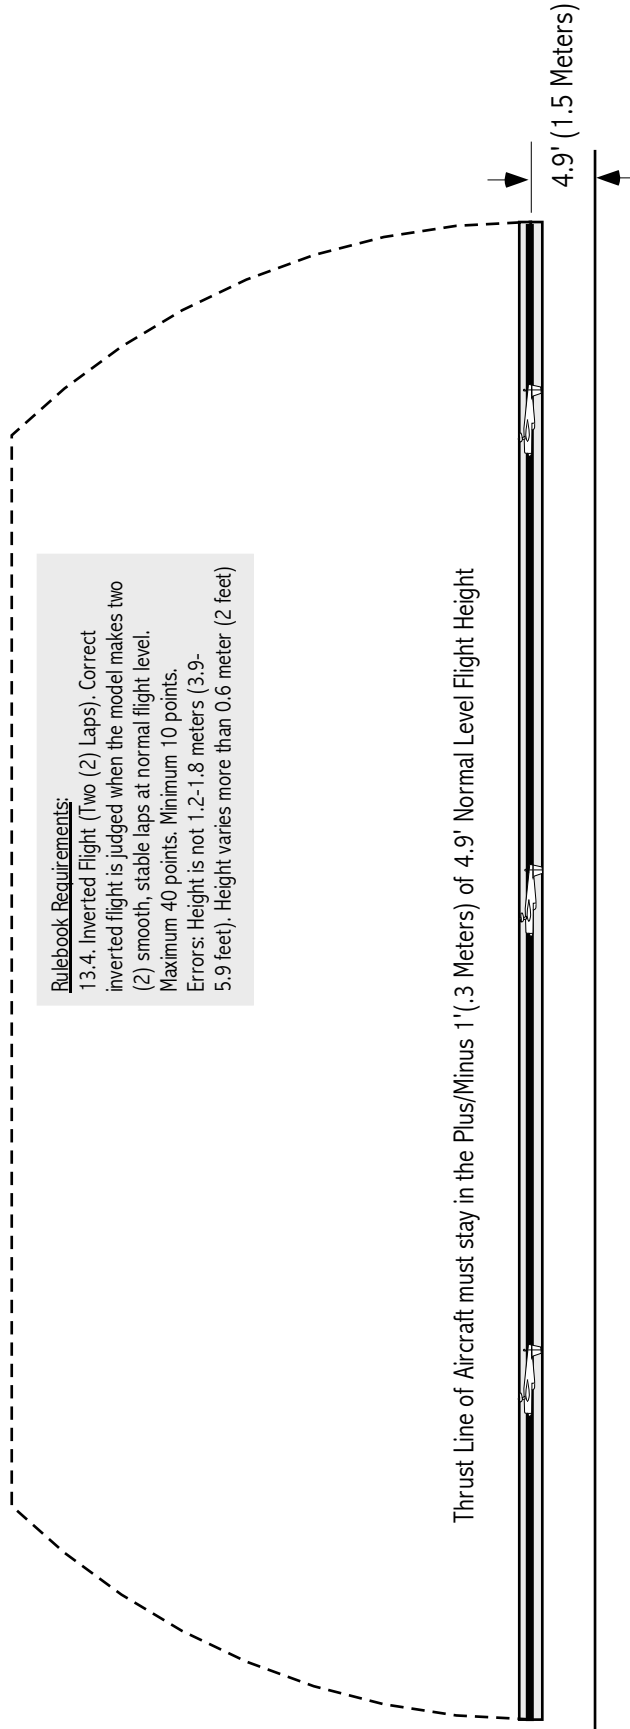 Rulebook Requirements:
13.4. Inverted Flight (Two (2) Laps). Correct
inverted flight is judged when the model makes two
(2) smooth, stable laps at normal flight level.
Maximum 40 points. Minimum 10 points.
Errors: Height is not 1.2-1.8 meters (3.9-
5.9 feet). Height varies more than 0.6 meter (2 feet)
Thrust Line of Aircraft must stay in the Plus/Minus 1'(.3 Meters) of 4.9' Normal Level Flight Height
4.9' (1.5 Meters)